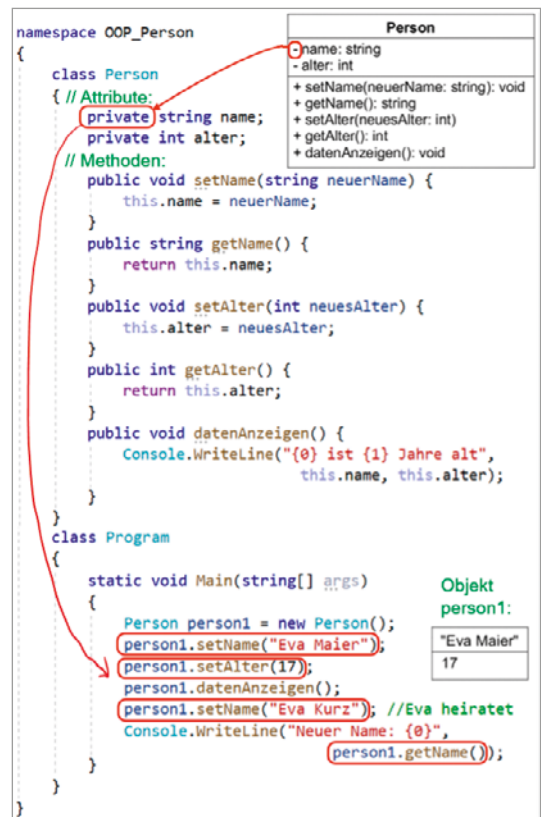 namespace OOP_Person
{
class Person
{ // Attribute:
private string name;
private int alter;
// Methoden:
public void setName(string neuerName) {
this.name = neuerName;
}
public string getName() {
return this.name;
}
public void setAlter(int neuesAlter) {
this.alter = neuesAlter;
}
public int getAlter() {
return this.alter;
}
public void datenAnzeigen() {
Console.WriteLine("{0} ist {1} Jahre alt",
this.name, this.alter);
}
}
class Program
{
static void Main(string[] args)
{
Person person1 = new Person();
person1.setName("Eva Maier");
person1.setAlter(17);
person1.datenAnzeigen();
person1.setName("Eva Kurz"); //Eva heiratet
Console.WriteLine("Neuer Name: {0}",
person1.getName());
}
}
}
Person
- name: string
- alter: int
+ setName(neuerName: string): void
+ getName(): string
+ setAlter(neuesAlter: int)
+ getAlter(): int
+ datenAnzeigen(): void
Objekt
person1:
"Eva Maier"
17